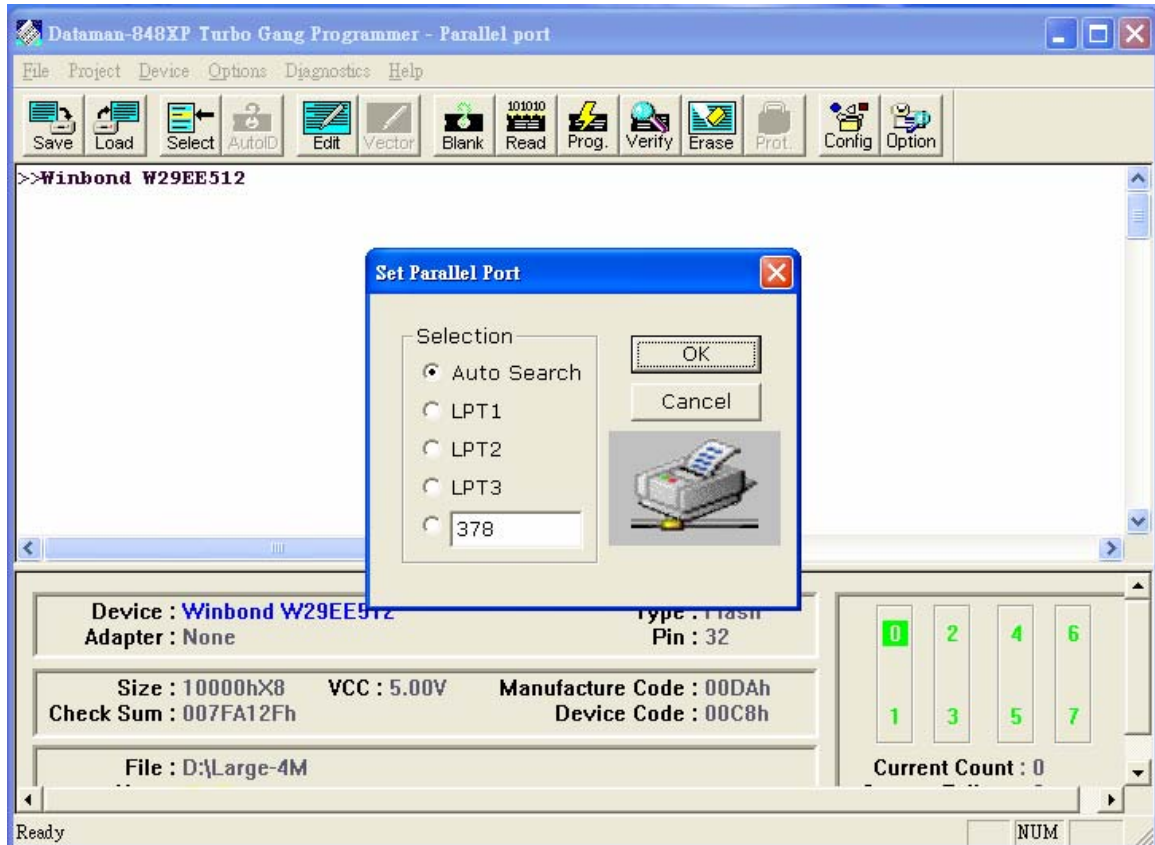 Dataman-848XP Turbo Gang Programmer - Parallel port
File Project Device Options Diagnostics Help
Save Load Select AutoID Edit Vector Blank Read Prog. Verify Erase Prot. Config Option
>>Winbond W29EE512
Set Parallel Port
Selection
Auto Search
LPT1
LPT2
LPT3
378
OK
Cancel
Device : Winbond W29EE512 Type : Flash
Adapter : None Pin : 32
Size : 10000hX8 VCC : 5.00V Manufacture Code : 00DAh
Check Sum : 007FA12Fh Device Code : 00C8h
File : D:\Large-4M
0 2 4 6
1 3 5 7
Current Count : 0
Ready
NUM